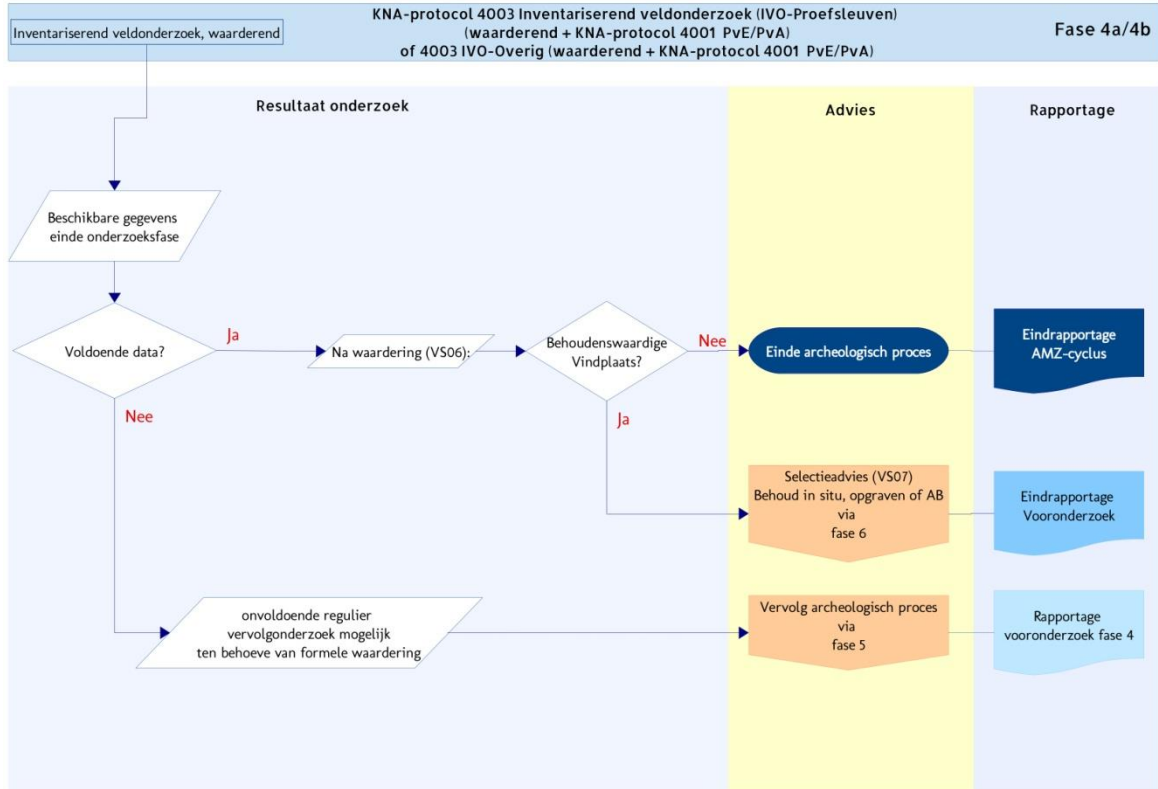 Inventariserend veldonderzoek, waarderend
KNA-protocol 4003 Inventariserend veldonderzoek (IVO-Proefsleuven)
(waarderend + KNA-protocol 4001 PvE/PvA)
of 4003 IVO-Overig (waarderend + KNA-protocol 4001 PvE/PvA)
Fase 4a/4b
Resultaat onderzoek
Advies
Rapportage
Beschikbare gegevens
einde onderzoeksfase
Voldoende data?
Ja
Na waardering (VS06):
Behoudenswaardige
Vindplaats?
Nee
Einde archeologisch proces
Eindrapportage
AMZ-cyclus
Nee
Ja
Selectieadvies (VS07)
Behoud in situ, opgraven of AB
via
fase 6
Eindrapportage
Vooronderzoek
onvoldoende regulier
vervolgonderzoek mogelijk
ten behoeve van formele waardering
Vervolg archeologisch proces
via
fase 5
Rapportage
vooronderzoek fase 4